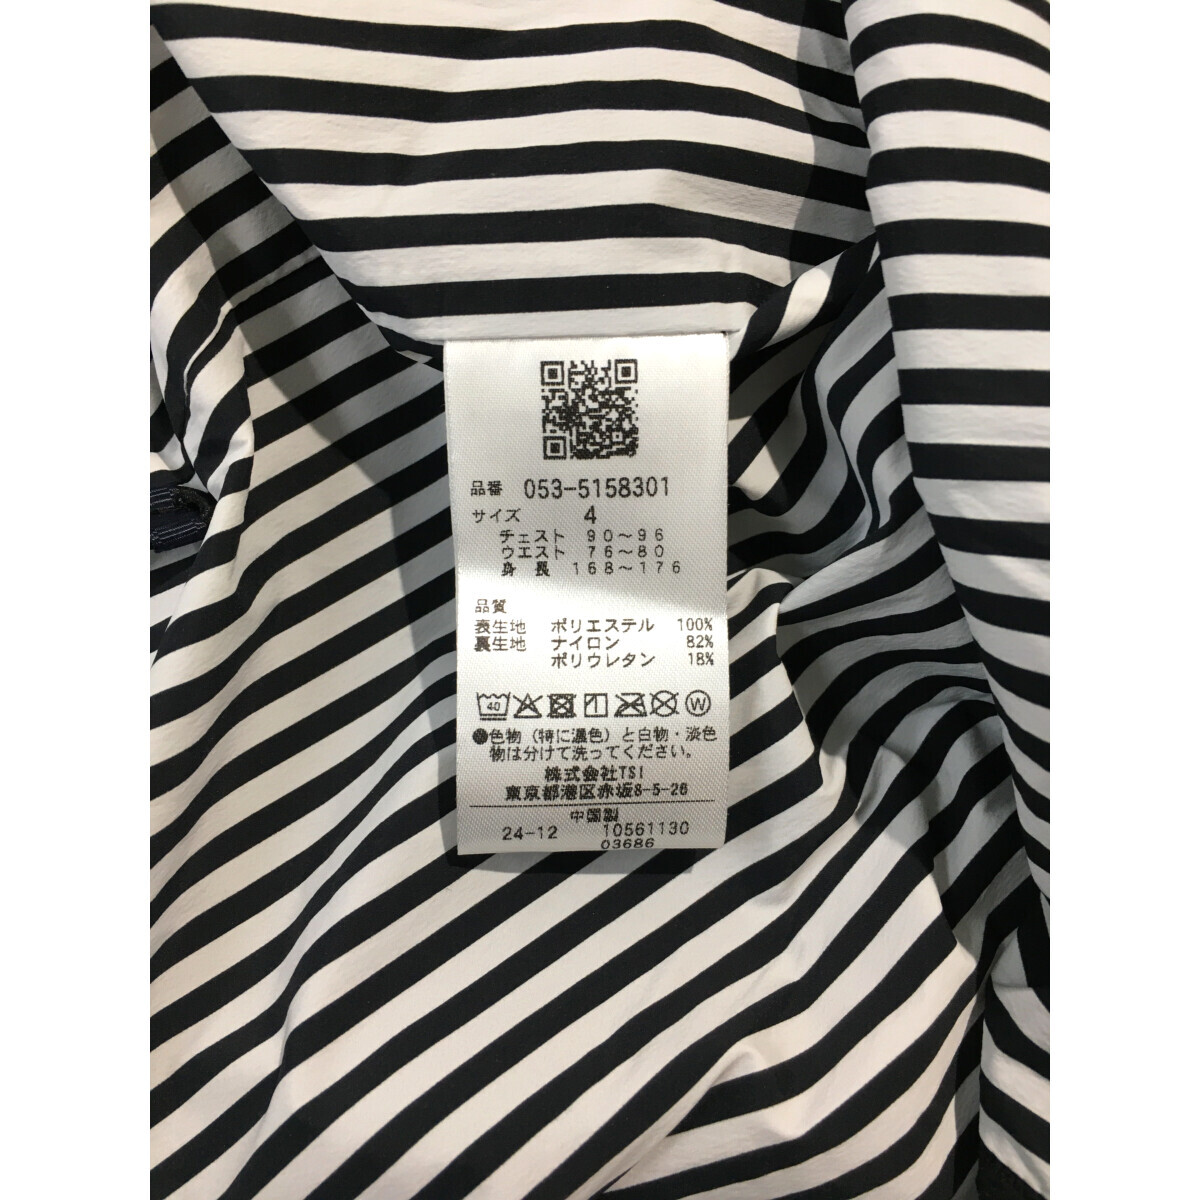 品番 053-5158301
サイズ 4
チェスト 90～96
ウエスト 76～80
身長 168～176
品質
表生地 ポリエステル 100%
裏生地 ナイロン 82%
ポリウレタン 18%
40 1 W
●色物（特に濃色）と白物・淡色
物は分けて洗ってください。
株式会社TSI
東京都港区赤坂8-5-26
中国製
24-12 10561130
03686